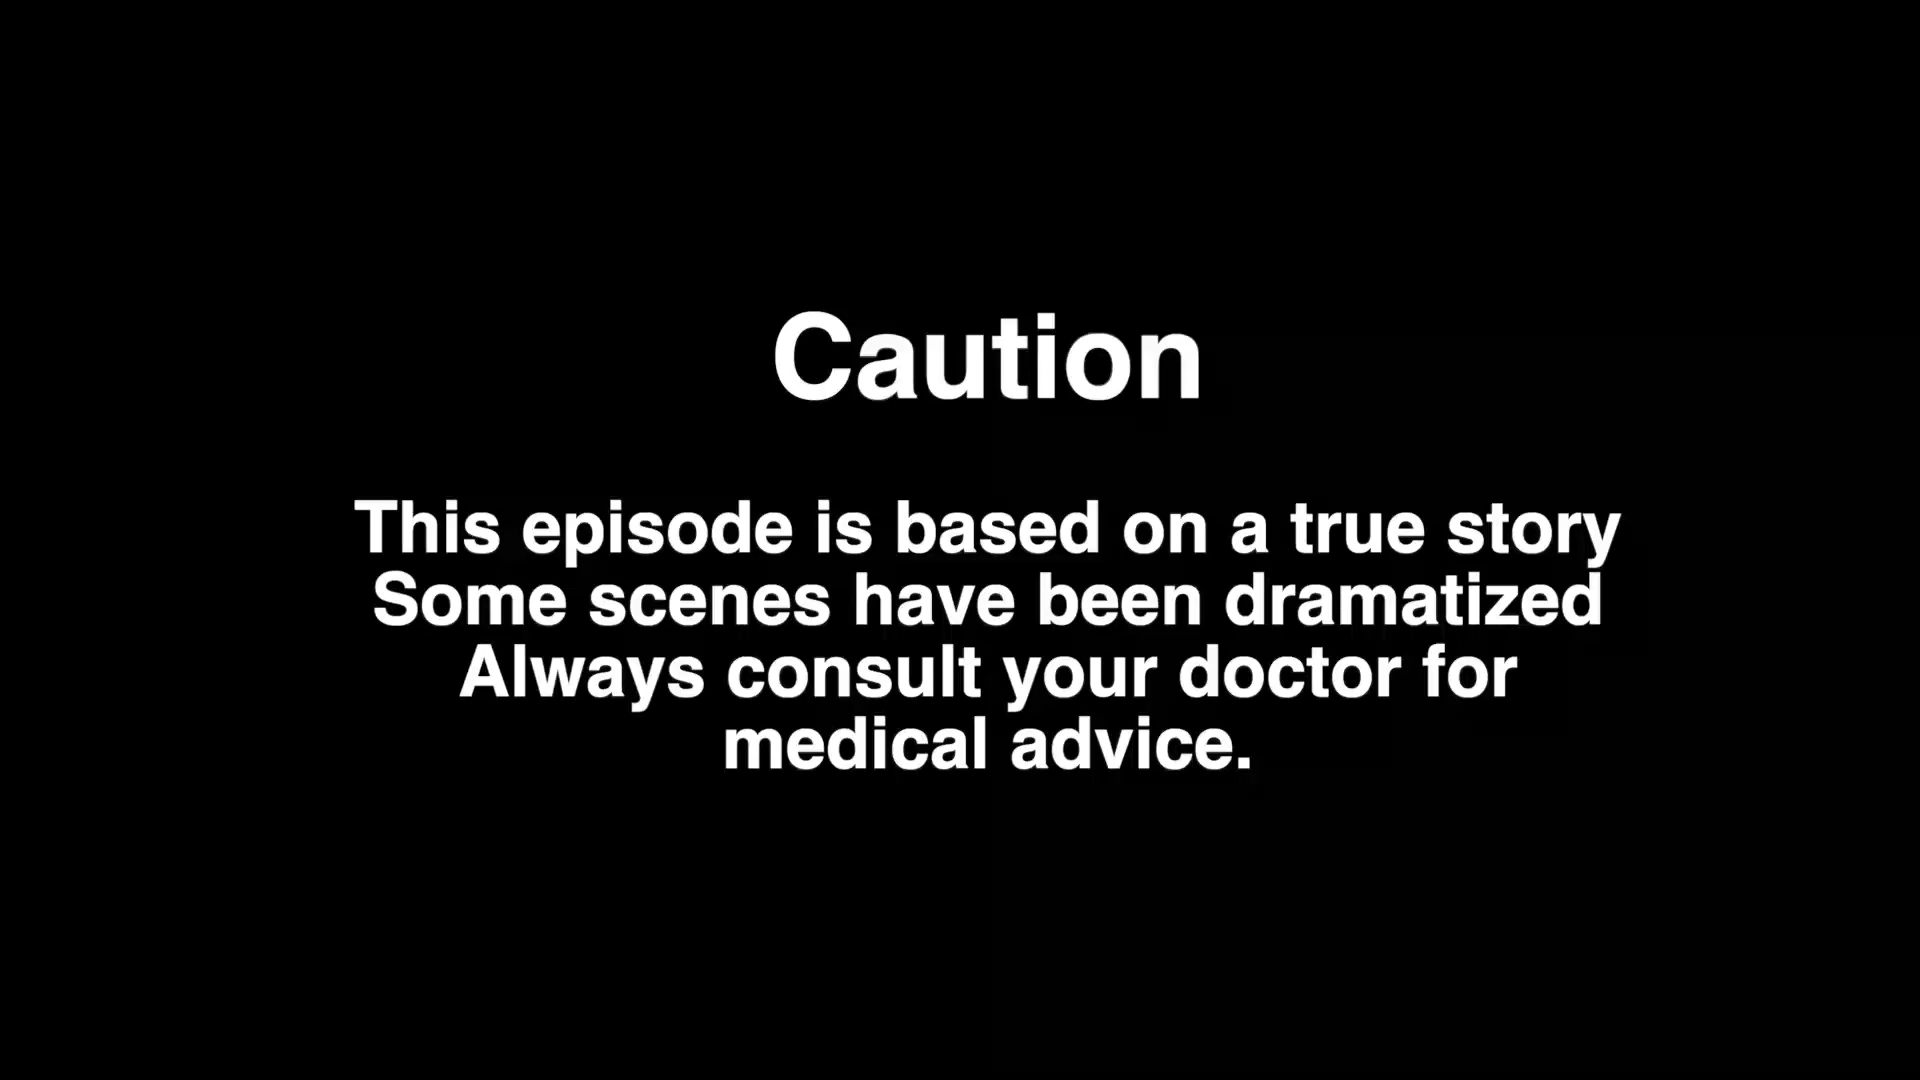 Caution
This episode is based on a true story
Some scenes have been dramatized
Always consult your doctor for
medical advice.